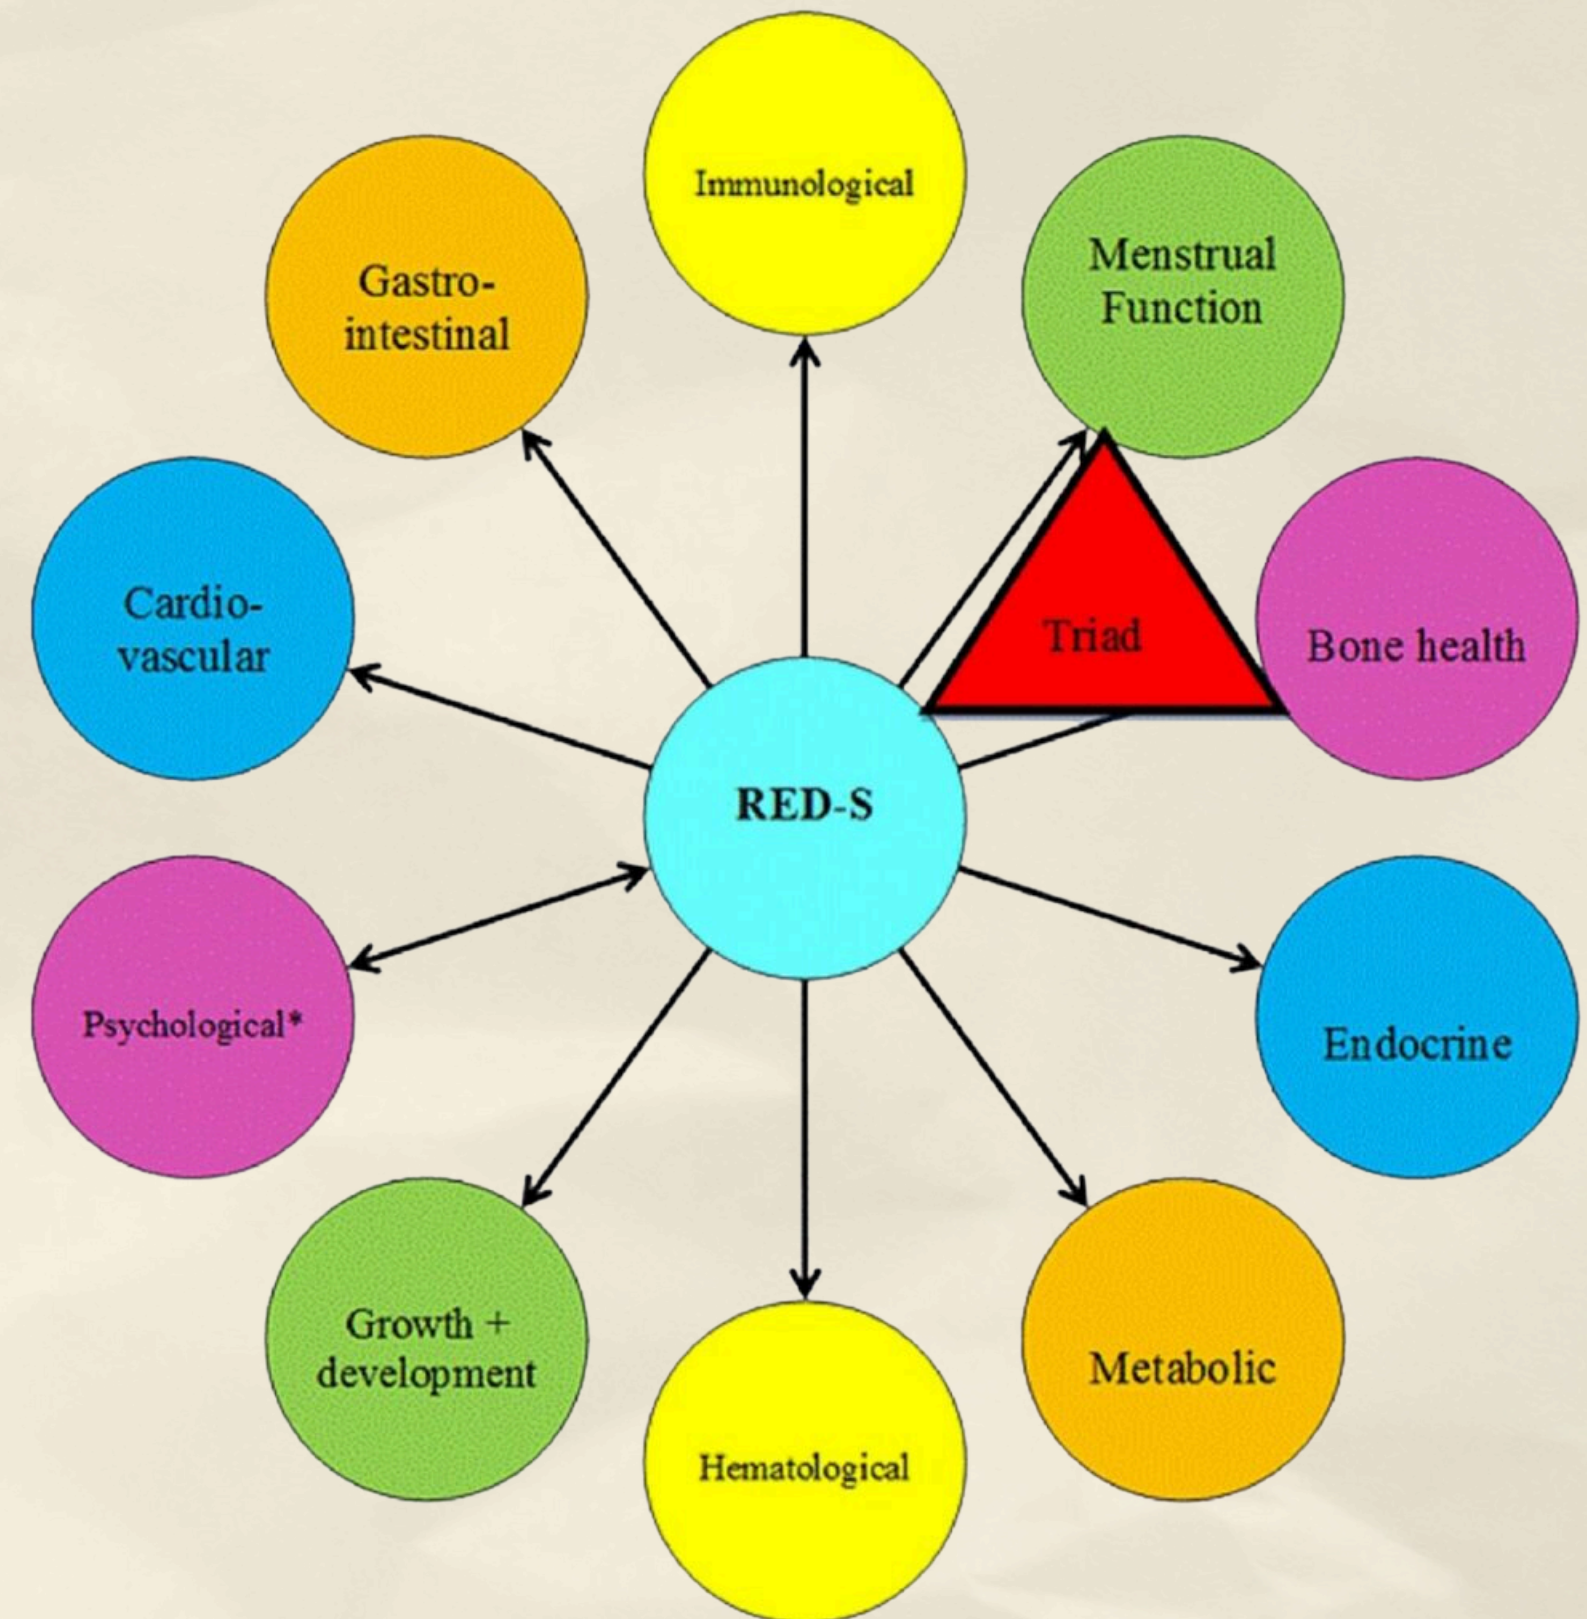 Immunological
Menstrual
Function
Gastro-
intestinal
Cardio-
vascular
Triad
Bone health
RED-S
Psychological*
Endocrine
Growth +
development
Metabolic
Hematological